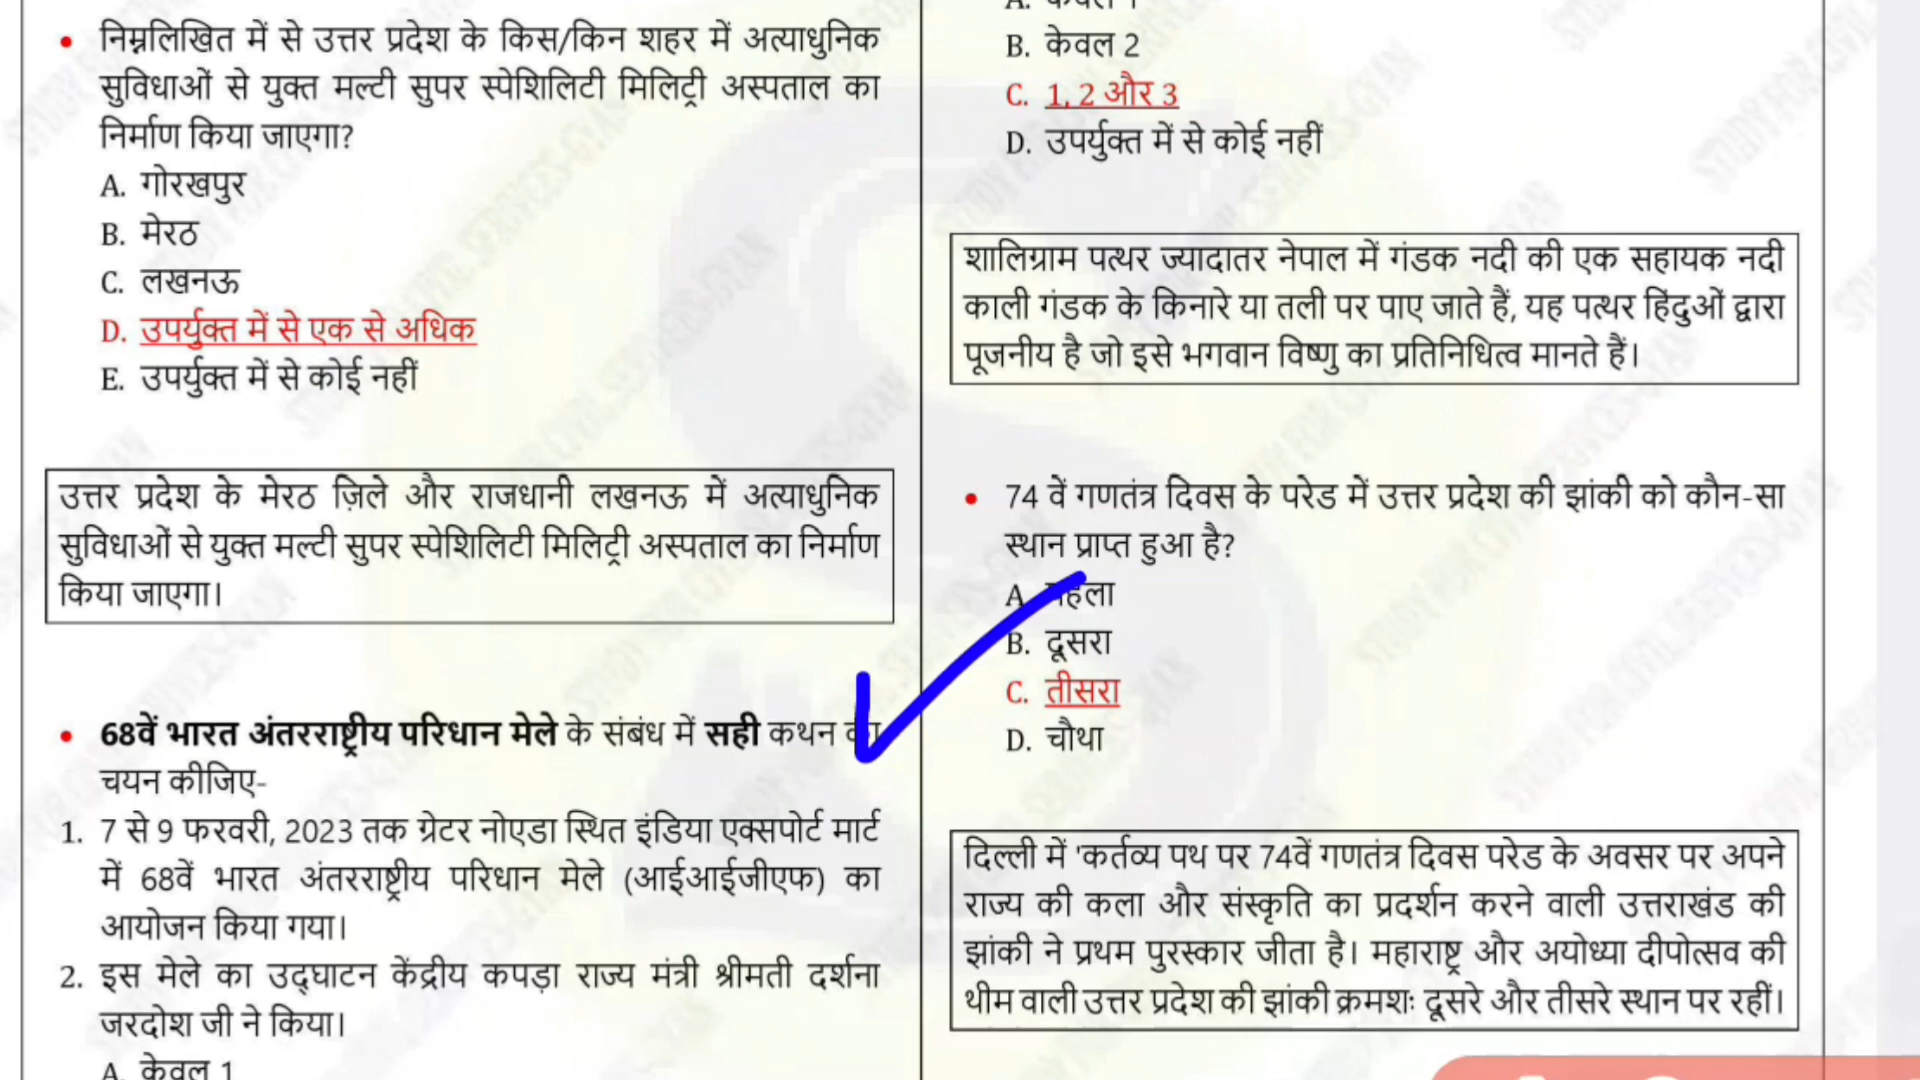 निम्नलिखित में से उत्तर प्रदेश के किस/किन शहर में अत्याधुनिक
सुविधाओं से युक्त मल्टी सुपर स्पेशिलिटी मिलिट्री अस्पताल का
निर्माण किया जाएगा?
A. गोरखपुर
B. मेरठ
C. लखनऊ
D. उपर्युक्त में से एक से अधिक
E. उपर्युक्त में से कोई नहीं
उत्तर प्रदेश के मेरठ ज़िले और राजधानी लखनऊ में अत्याधुनिक
सुविधाओं से युक्त मल्टी सुपर स्पेशिलिटी मिलिट्री अस्पताल का निर्माण
किया जाएगा।
68वें भारत अंतरराष्ट्रीय परिधान मेले के संबंध में सही कथन का
चयन कीजिए-
1. 7 से 9 फरवरी, 2023 तक ग्रेटर नोएडा स्थित इंडिया एक्सपोर्ट मार्ट
में 68वें भारत अंतरराष्ट्रीय परिधान मेले (आईआईजीएफ) का
आयोजन किया गया।
2. इस मेले का उद्घाटन केंद्रीय कपड़ा राज्य मंत्री श्रीमती दर्शना
जरदोश जी ने किया।
A. केवल 1
A. केवल 1
B. केवल 2
C. 1, 2 और 3
D. उपर्युक्त में से कोई नहीं
शालिग्राम पत्थर ज्यादातर नेपाल में गंडक नदी की एक सहायक नदी
काली गंडक के किनारे या तली पर पाए जाते हैं, यह पत्थर हिंदुओं द्वारा
पूजनीय है जो इसे भगवान विष्णु का प्रतिनिधित्व मानते हैं।
74 वें गणतंत्र दिवस के परेड में उत्तर प्रदेश की झांकी को कौन-सा
स्थान प्राप्त हुआ है?
A. पहला
B. दूसरा
C. तीसरा
D. चौथा
दिल्ली में 'कर्तव्य पथ पर 74वें गणतंत्र दिवस परेड के अवसर पर अपने
राज्य की कला और संस्कृति का प्रदर्शन करने वाली उत्तराखंड की
झांकी ने प्रथम पुरस्कार जीता है। महाराष्ट्र और अयोध्या दीपोत्सव की
थीम वाली उत्तर प्रदेश की झांकी क्रमशः दूसरे और तीसरे स्थान पर रहीं।